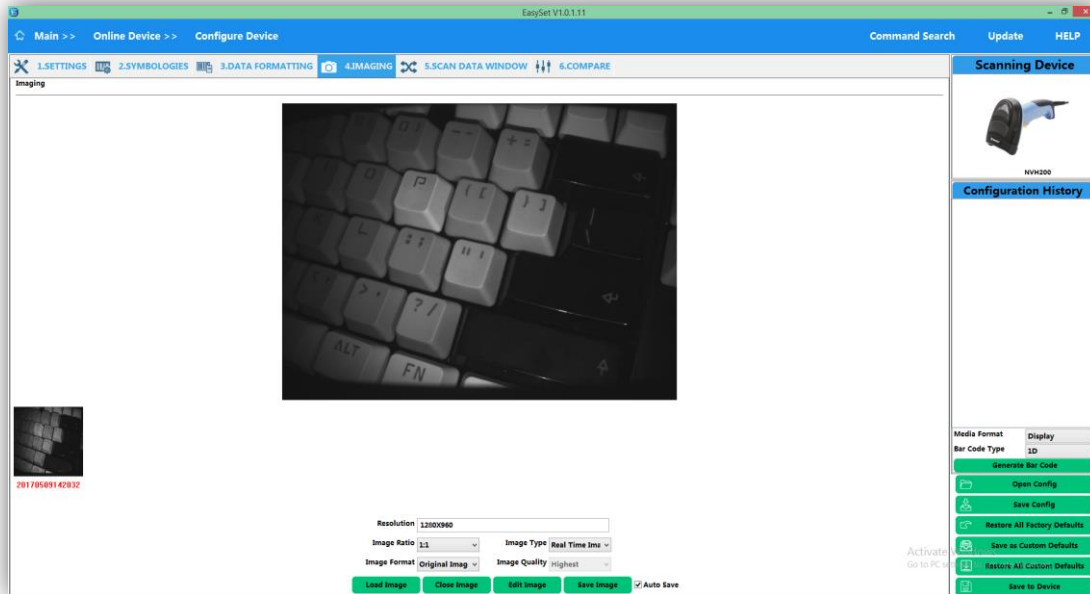 EasySet V1.0.1.11
Main >> Online Device >> Configure Device Command Search Update HELP
1.SETTINGS 2.SYMBOLOGIES 3.DATA FORMATTING 4.IMAGING 5.SCAN DATA WINDOW 6.COMPARE
Imaging
Scanning Device
NVH200
Configuration History
P
{ [
} ]
+ =
L
: ;
" '
> .
? /
ALT
FN
20170509142032
Resolution 1280X960
Image Ratio 1:1 Image Type Real Time Ima
Image Format Original Imag Image Quality Highest
Load Image Close Image Edit Image Save Image Auto Save
Media Format Display
Bar Code Type 1D
Generate Bar Code
Open Config
Save Config
Restore All Factory Defaults
Save as Custom Defaults
Restore All Custom Defaults
Save to Device
Activate
Go to PC